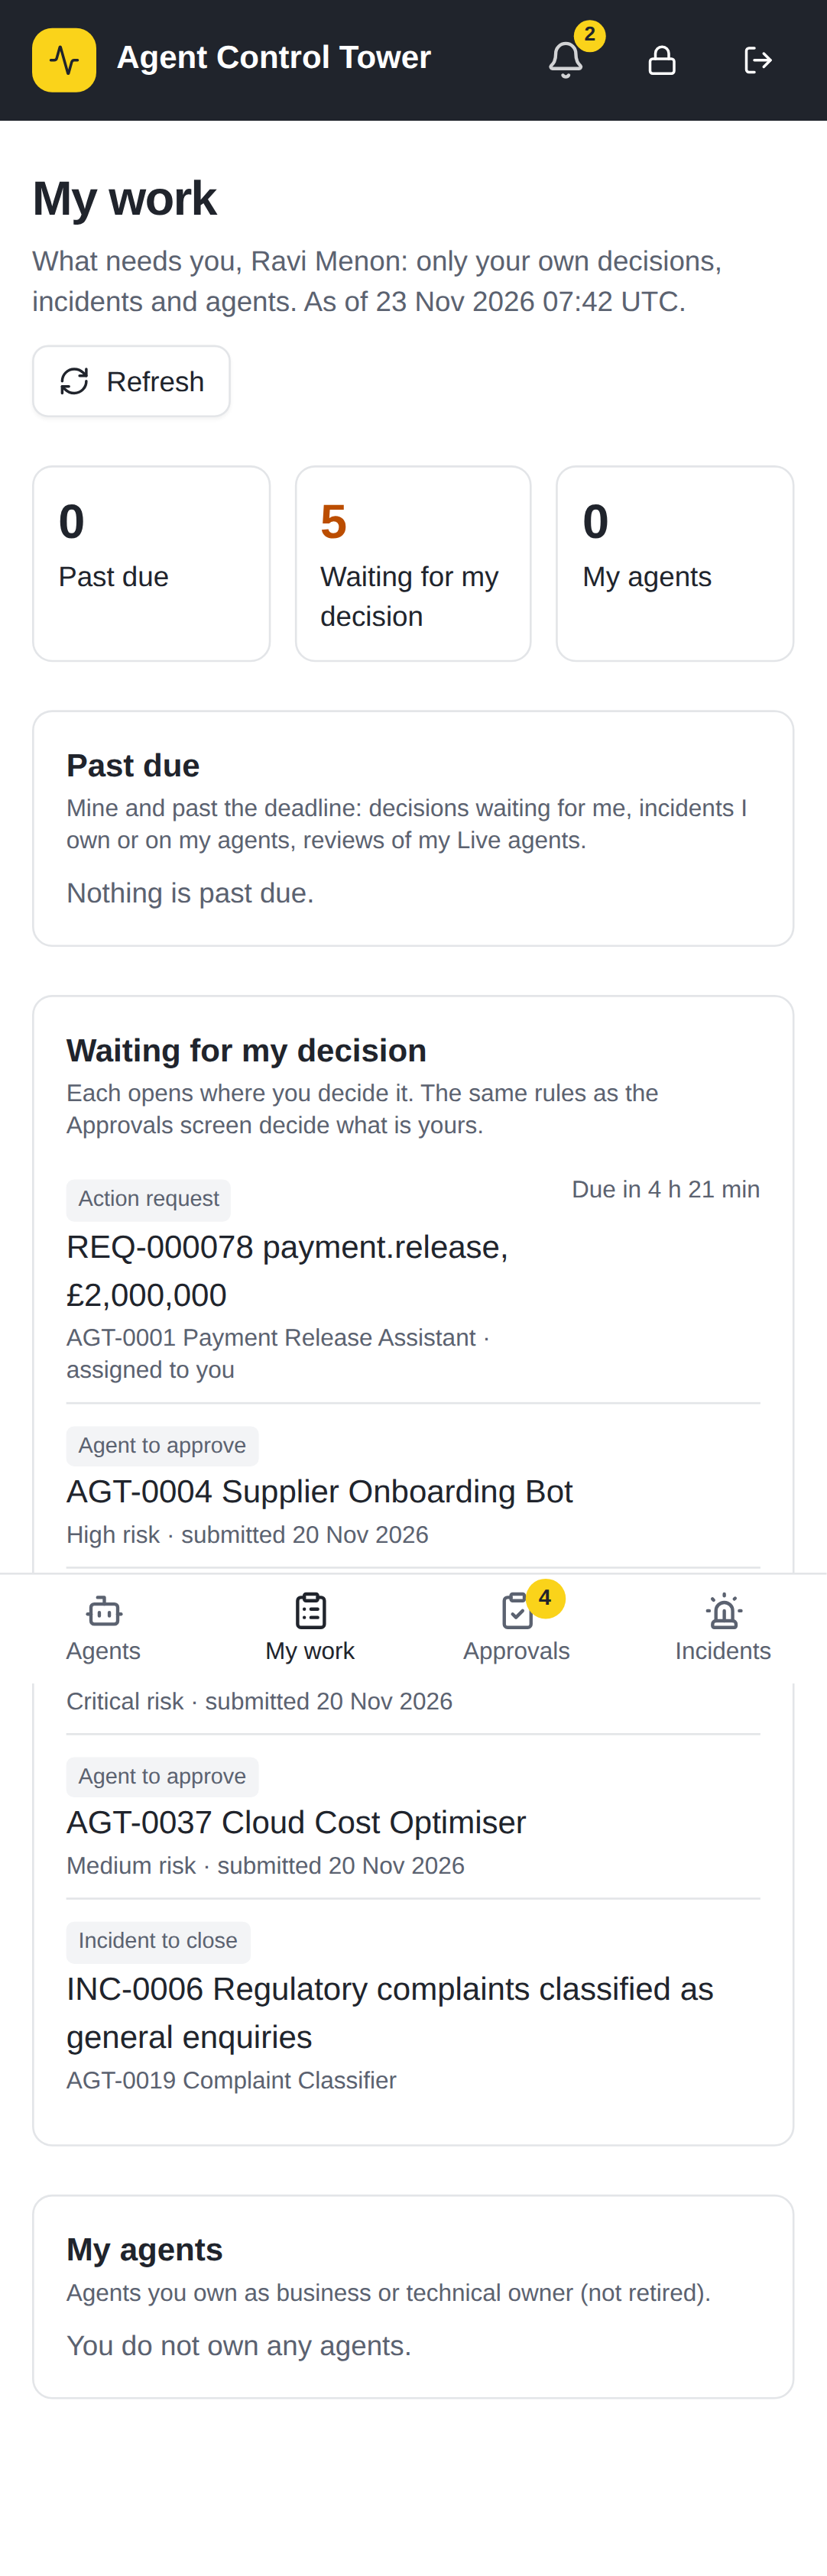 Agent Control Tower
2
My work
What needs you, Ravi Menon: only your own decisions,
incidents and agents. As of 23 Nov 2026 07:42 UTC.
Refresh
0
Past due
5
Waiting for my
decision
0
My agents
Past due
Mine and past the deadline: decisions waiting for me, incidents I
own or on my agents, reviews of my Live agents.
Nothing is past due.
Waiting for my decision
Each opens where you decide it. The same rules as the
Approvals screen decide what is yours.
Action request
Due in 4 h 21 min
REQ-000078 payment.release,
£2,000,000
AGT-0001 Payment Release Assistant ·
assigned to you
Agent to approve
AGT-0004 Supplier Onboarding Bot
High risk · submitted 20 Nov 2026
Agents
My work
Approvals
4
Incidents
Critical risk · submitted 20 Nov 2026
Agent to approve
AGT-0037 Cloud Cost Optimiser
Medium risk · submitted 20 Nov 2026
Incident to close
INC-0006 Regulatory complaints classified as
general enquiries
AGT-0019 Complaint Classifier
My agents
Agents you own as business or technical owner (not retired).
You do not own any agents.